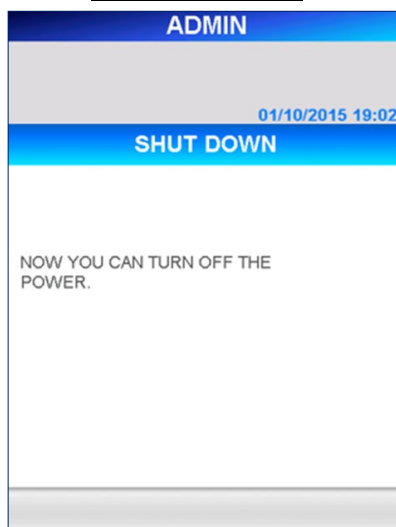 ADMIN
01/10/2015 19:02
SHUT DOWN
NOW YOU CAN TURN OFF THE
POWER.